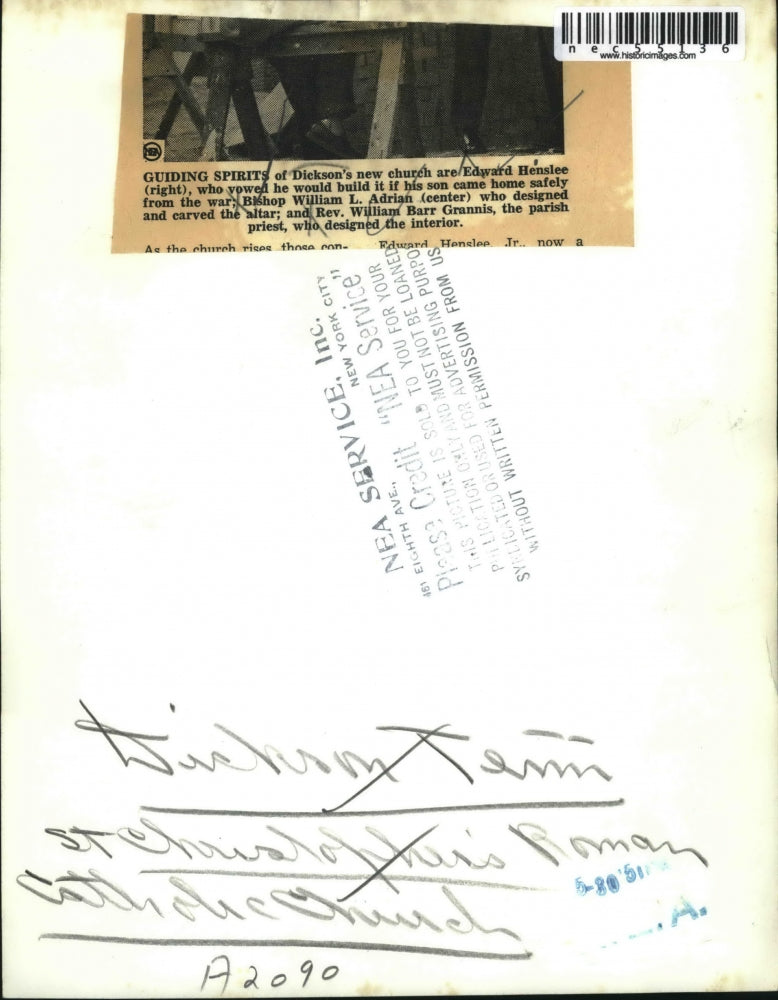 nec55136
www.historicimages.com
NEA
GUIDING SPIRITS of Dickson's new church are Edward Henslee
(right), who vowed he would build it if his son came home safely
from the war; Bishop William L. Adrian (center) who designed
and carved the altar; and Rev. William Barr Grannis, the parish
priest, who designed the interior.
As the church rises those con- Edward Henslee, Jr., now a
NEA SERVICE, Inc.
461 EIGHTH AVE., NEW YORK CITY
Please Credit "NEA Service"
THIS PICTURE IS SOLD TO YOU FOR YOUR
PUBLICATION ONLY AND MUST NOT BE LOANED
SYNDICATED OR USED FOR ADVERTISING PURPO
WITHOUT WRITTEN PERMISSION FROM US
Dickson Tenn
St Christopher's Roman
Catholic Church
5-30'51
A.
A2090